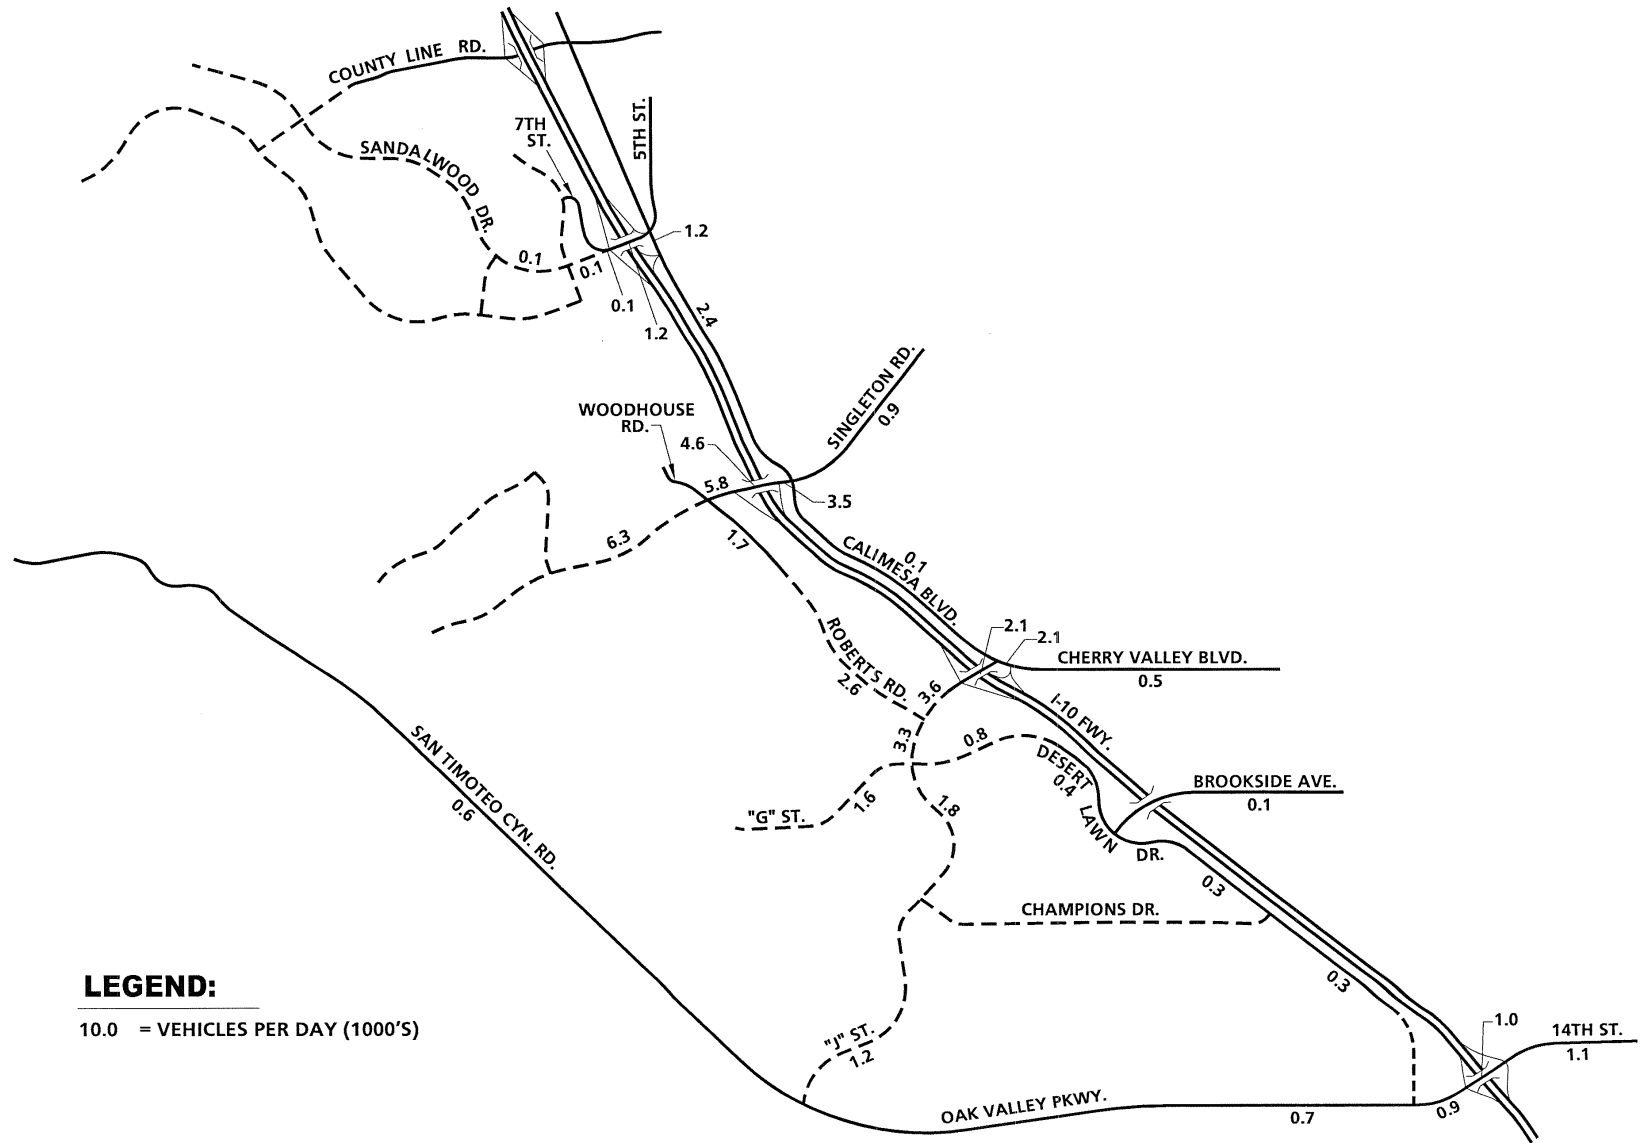 COUNTY LINE RD.
7TH
ST.
5TH ST.
SANDALWOOD DR.
1.2
0.1
0.1
0.1
1.2
2.4
SINGLETON RD.
0.9
WOODHOUSE
RD.
4.6
5.8
3.5
6.3
1.7
CALIMESA BLVD.
0.1
2.1
2.1
CHERRY VALLEY BLVD.
0.5
ROBERTS RD.
2.6
3.6
I-10 FWY.
3.3
0.8
SAN TIMOTEO CYN. RD.
0.6
DESERT LAWN DR.
0.4
BROOKSIDE AVE.
0.1
1.6
"G" ST.
1.8
0.3
CHAMPIONS DR.
0.3
LEGEND:
10.0 = VEHICLES PER DAY (1000'S)
"J" ST.
1.2
1.0
14TH ST.
1.1
OAK VALLEY PKWY.
0.7
0.9